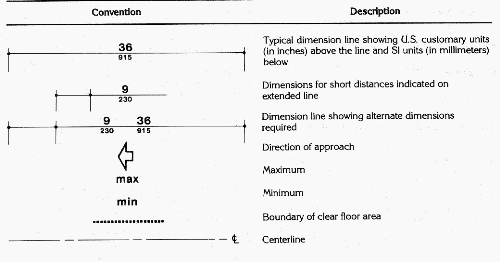 Convention Description
36
915
Typical dimension line showing U.S. customary units
(in inches) above the line and SI units (in millimeters)
below
9
230
Dimensions for short distances indicated on
extended line
9 36
230 915
Dimension line showing alternate dimensions
required
Direction of approach
max
Maximum
min
Minimum
Boundary of clear floor area
℄
Centerline